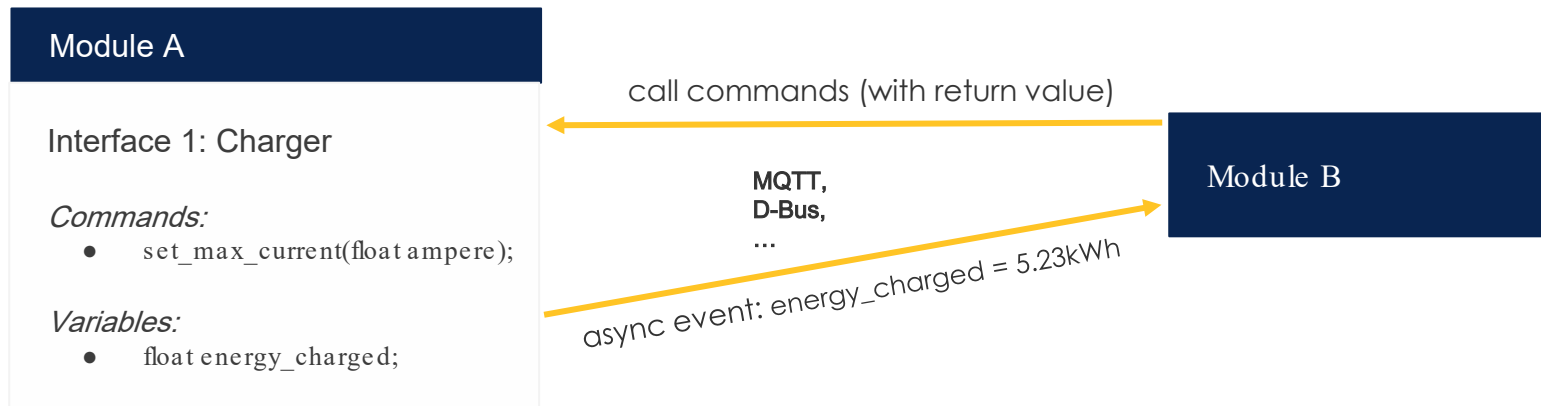 Module A
Interface 1: Charger
Commands:
● set_max_current(float ampere);
Variables:
● float energy_charged;
call commands (with return value)
MQTT,
D-Bus,
...
async event: energy_charged = 5.23kWh
Module B